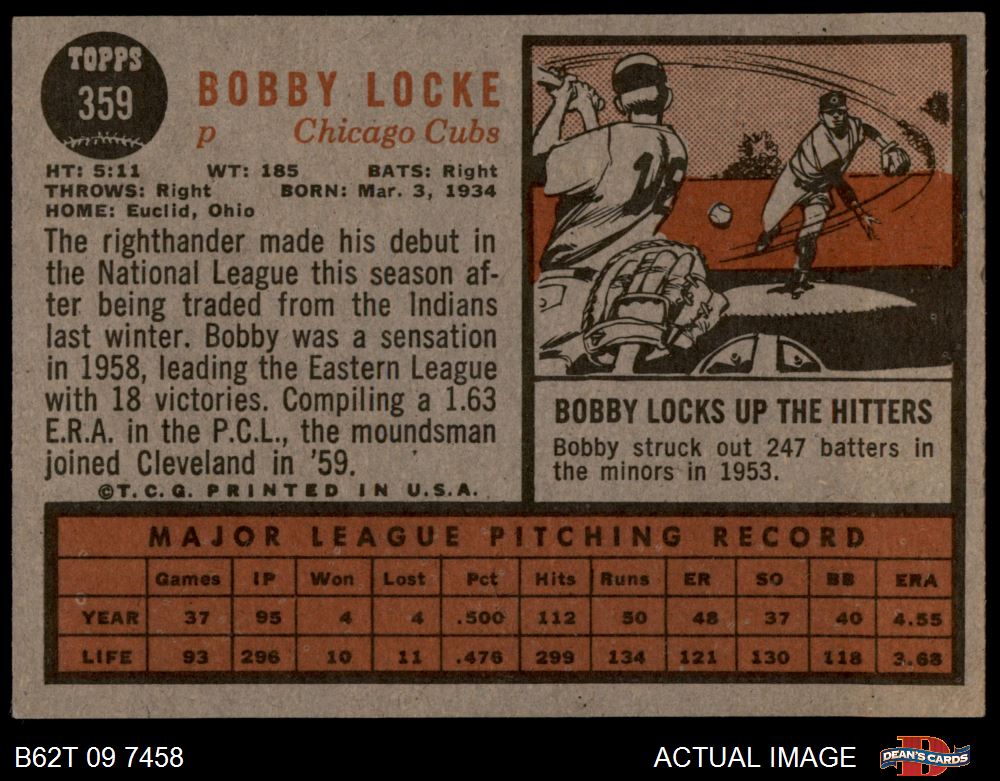 TOPPS
359
BOBBY LOCKE
p Chicago Cubs
HT: 5:11 WT: 185 BATS: Right
THROWS: Right BORN: Mar. 3, 1934
HOME: Euclid, Ohio
The righthander made his debut in
the National League this season af-
ter being traded from the Indians
last winter. Bobby was a sensation
in 1958, leading the Eastern League
with 18 victories. Compiling a 1.63
E.R.A. in the P.C.L., the moundsman
joined Cleveland in '59.
©T.C.G. PRINTED IN U.S.A.
18
C
BOBBY LOCKS UP THE HITTERS
Bobby struck out 247 batters in
the minors in 1953.
MAJOR LEAGUE PITCHING RECORD
Games IP Won Lost Pct Hits Runs ER SO BB ERA
YEAR 37 95 4 4 .500 112 50 48 37 40 4.55
LIFE 93 296 10 11 .476 299 134 121 130 118 3.68
B62T 09 7458 ACTUAL IMAGE DEAN'S CARDS